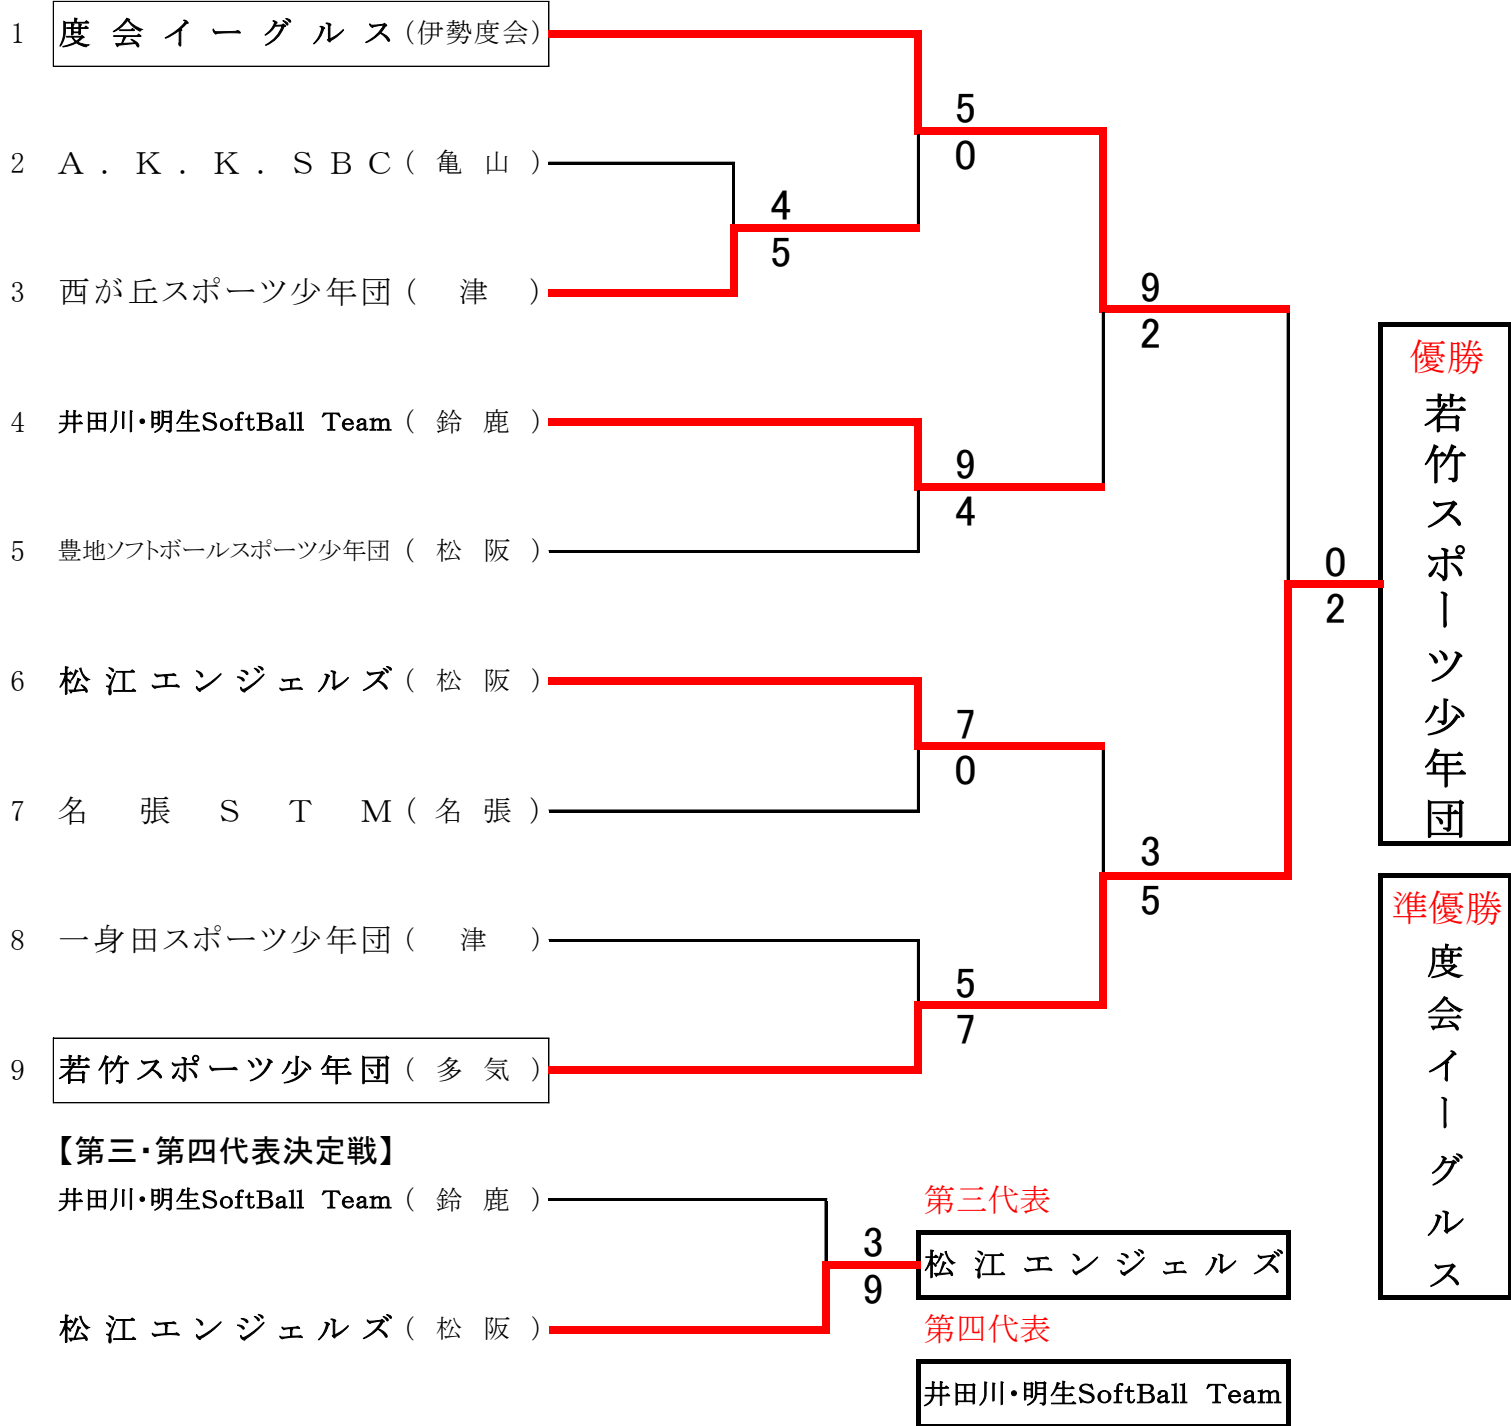 1 度会イーグルス(伊勢度会)
5
0
2 A.K.K.SBC(亀山)
4
5
3 西が丘スポーツ少年団(津)
9
2
4 井田川・明生SoftBall Team(鈴鹿)
9
4
5 豊地ソフトボールスポーツ少年団(松阪)
0
2
6 松江エンジェルズ(松阪)
7
0
7 名張STM(名張)
3
5
8 一身田スポーツ少年団(津)
5
7
9 若竹スポーツ少年団(多気)
優勝
若竹スポーツ少年団
準優勝
度会イーグルス
【第三・第四代表決定戦】
井田川・明生SoftBall Team(鈴鹿)
3
9
松江エンジェルズ(松阪)
第三代表
松江エンジェルズ
第四代表
井田川・明生SoftBall Team